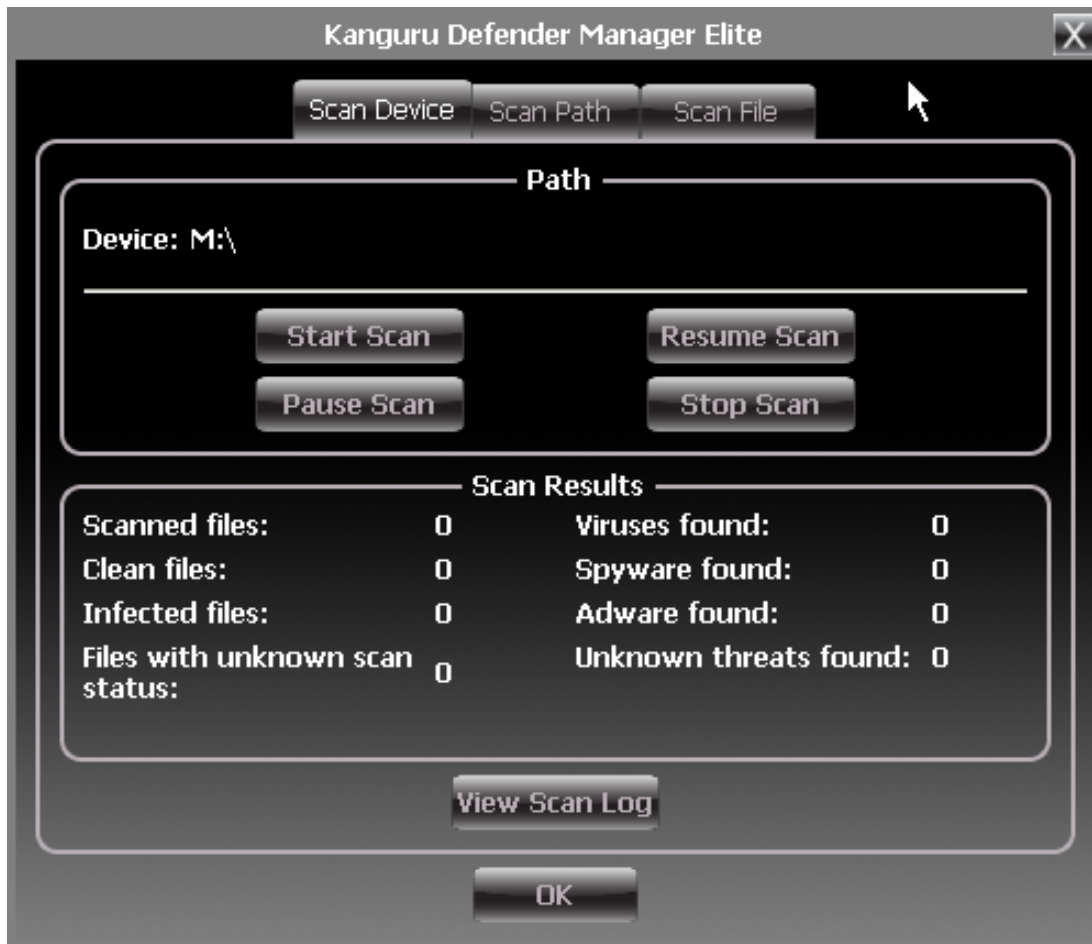 Kanguru Defender Manager Elite
X
Scan Device Scan Path Scan File
Path
Device: M:\
Start Scan Resume Scan
Pause Scan Stop Scan
Scan Results
Scanned files: 0 Viruses found: 0
Clean files: 0 Spyware found: 0
Infected files: 0 Adware found: 0
Files with unknown scan status: 0 Unknown threats found: 0
View Scan Log
OK